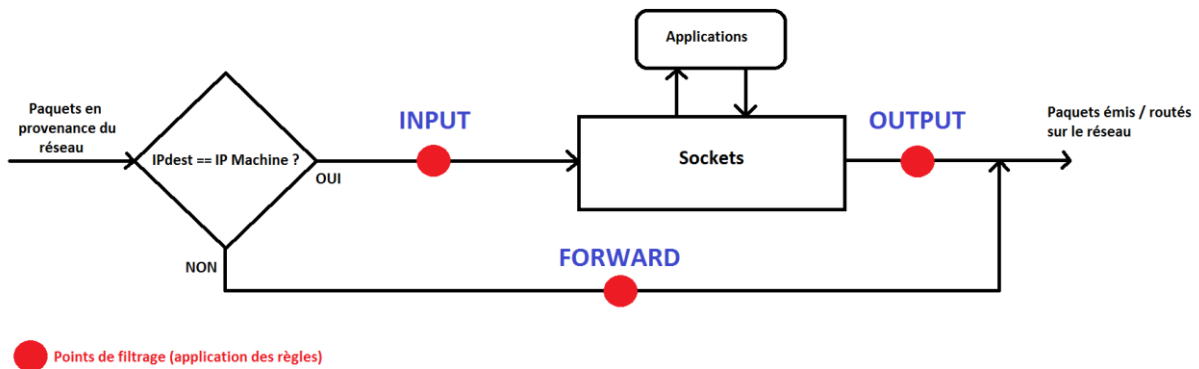 Applications
Paquets en
provenance du
réseau
INPUT
OUTPUT
Paquets émis / routés
sur le réseau
IPdest == IP Machine ?
Sockets
OUI
NON
FORWARD
Points de filtrage (application des règles)